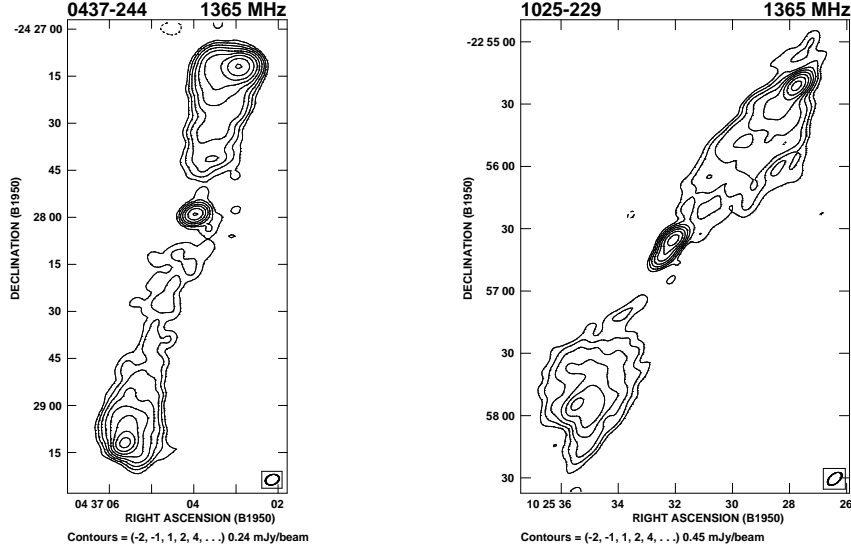 0437-244 1365 MHz
-24 27 00
15
30
45
28 00
15
30
45
29 00
15
DECLINATION (B1950)
04 37 06 04 02
RIGHT ASCENSION (B1950)
Contours = (-2, -1, 1, 2, 4, . . .) 0.24 mJy/beam
1025-229 1365 MHz
-22 55 00
30
56 00
30
57 00
30
58 00
30
DECLINATION (B1950)
10 25 36 34 32 30 28 26
RIGHT ASCENSION (B1950)
Contours = (-2, -1, 1, 2, 4, . . .) 0.45 mJy/beam